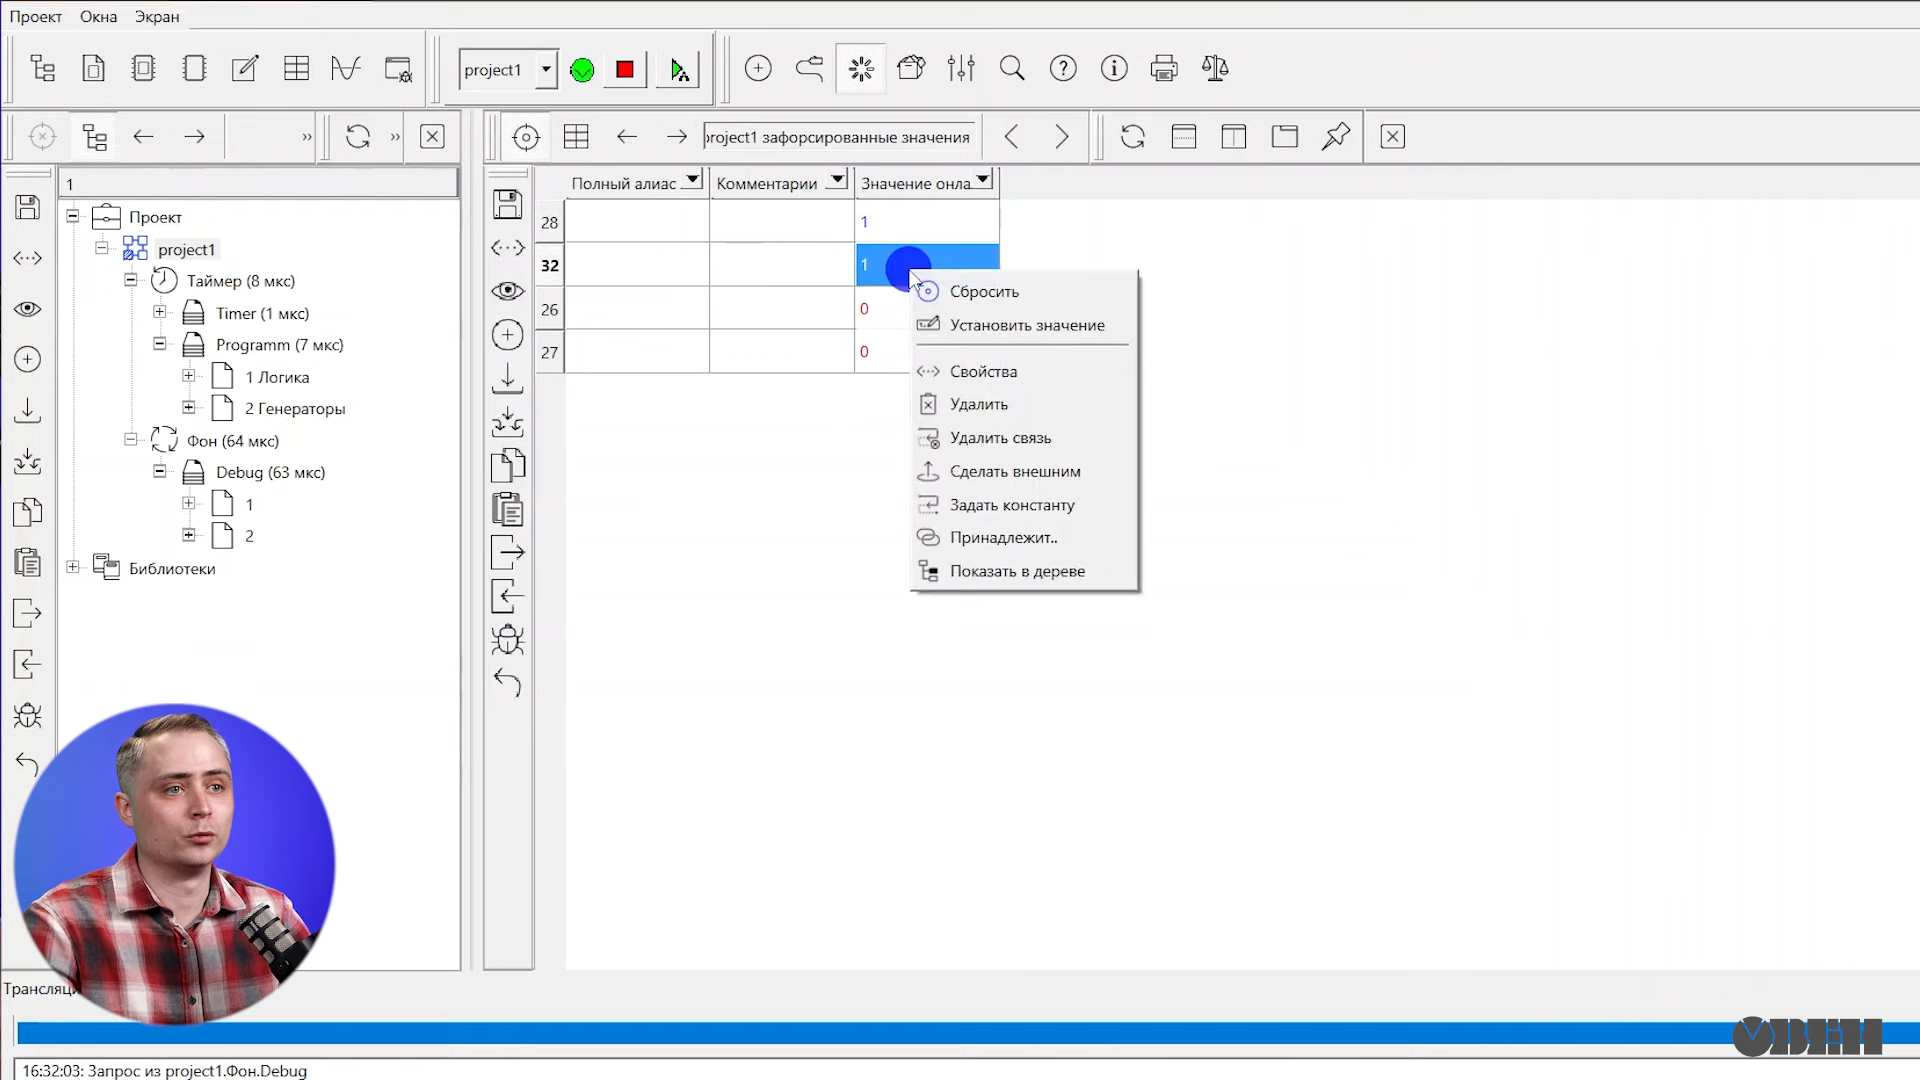 Проект Окна Экран
project1
project1 зафорсированные значения
1
Полный алиас Комментарии Значение онла
Проект
project1
Таймер (8 мкс)
Timer (1 мкс)
Programm (7 мкс)
1 Логика
2 Генераторы
Фон (64 мкс)
Debug (63 мкс)
1
2
Библиотеки
28 1
32 1
26 0
27 0
Сбросить
Установить значение
Свойства
Удалить
Удалить связь
Сделать внешним
Задать константу
Принадлежит..
Показать в дереве
Трансляци
ОВЕН
16:32:03: Запрос из project1.Фон.Debug